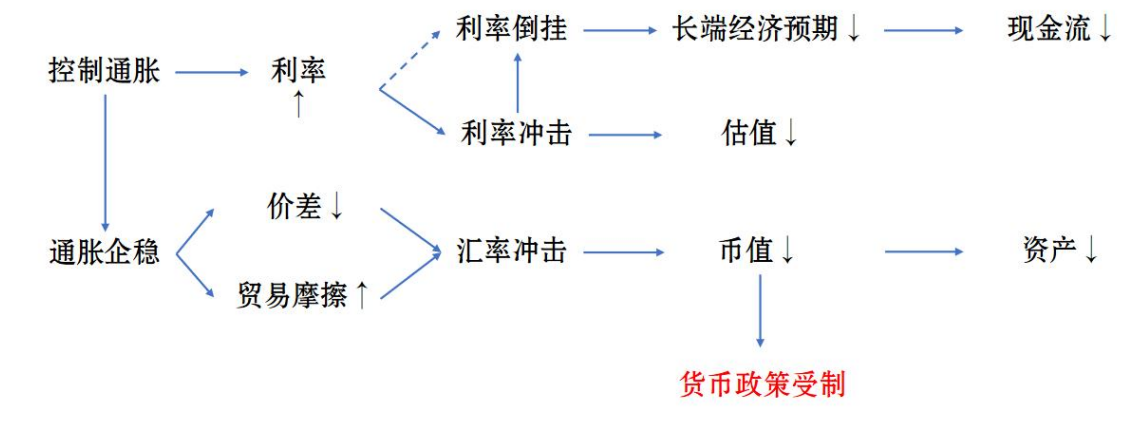 利率倒挂
长端经济预期↓
现金流↓
控制通胀
利率
↑
利率冲击
估值↓
价差↓
通胀企稳
汇率冲击
币值↓
资产↓
贸易摩擦↑
货币政策受制